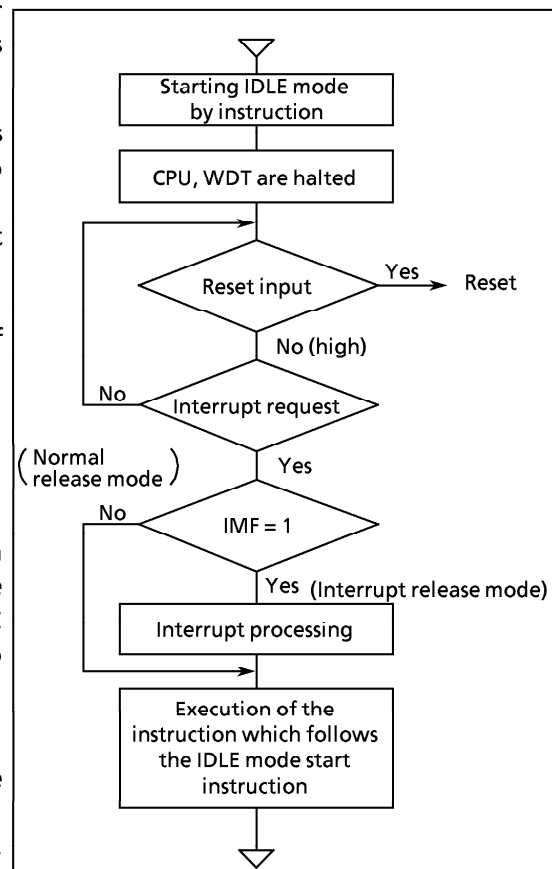 Starting IDLE mode
by instruction
CPU, WDT are halted
Reset input
Yes
Reset
No (high)
No
Interrupt request
(Normal
release mode)
Yes
No
IMF = 1
Yes
(Interrupt release mode)
Interrupt processing
Execution of the
instruction which follows
the IDLE mode start
instruction